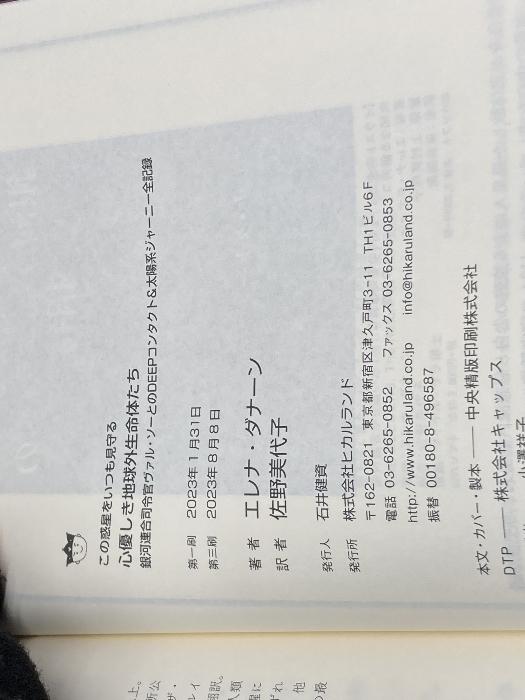 この惑星をいつも見守る
心優しき地球外生命体たち
銀河連合司令官ヴァル・ソーとのDEEPコンタクト&太陽系ジャーニー全記録
第一刷 2023年1月31日
第三刷 2023年8月8日
著者 エレナ・ダナーン
訳者 佐野美代子
発行人 石井健資
発行所 株式会社ヒカルランド
〒162-0821 東京都新宿区津久戸町3-11 TH1ビル6F
電話 03-6265-0852 ファックス 03-6265-0853
http://www.hikaruland.co.jp info@hikaruland.co.jp
振替 00180-8-496587
本文・カバー・製本 ── 中央精版印刷株式会社
DTP ── 株式会社キャップス